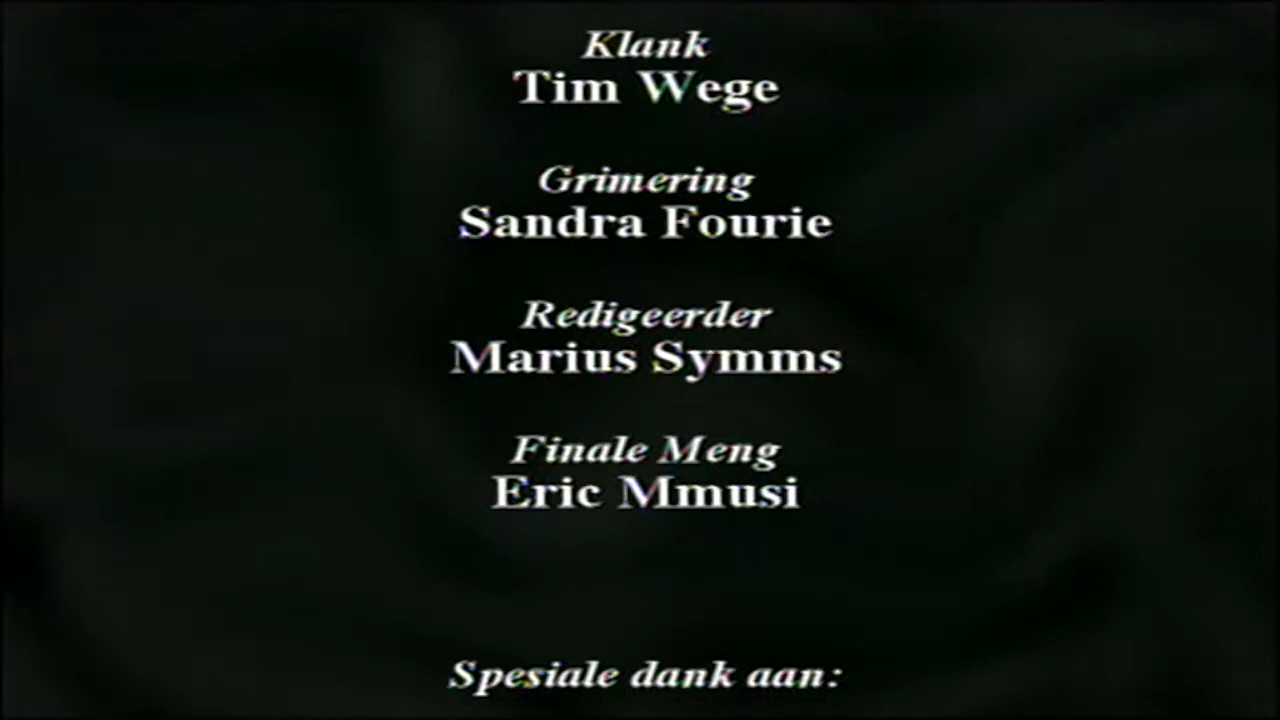 Klank
Tim Wege
Grimering
Sandra Fourie
Redigeerder
Marius Symms
Finale Meng
Eric Mmusi
Spesiale dank aan: